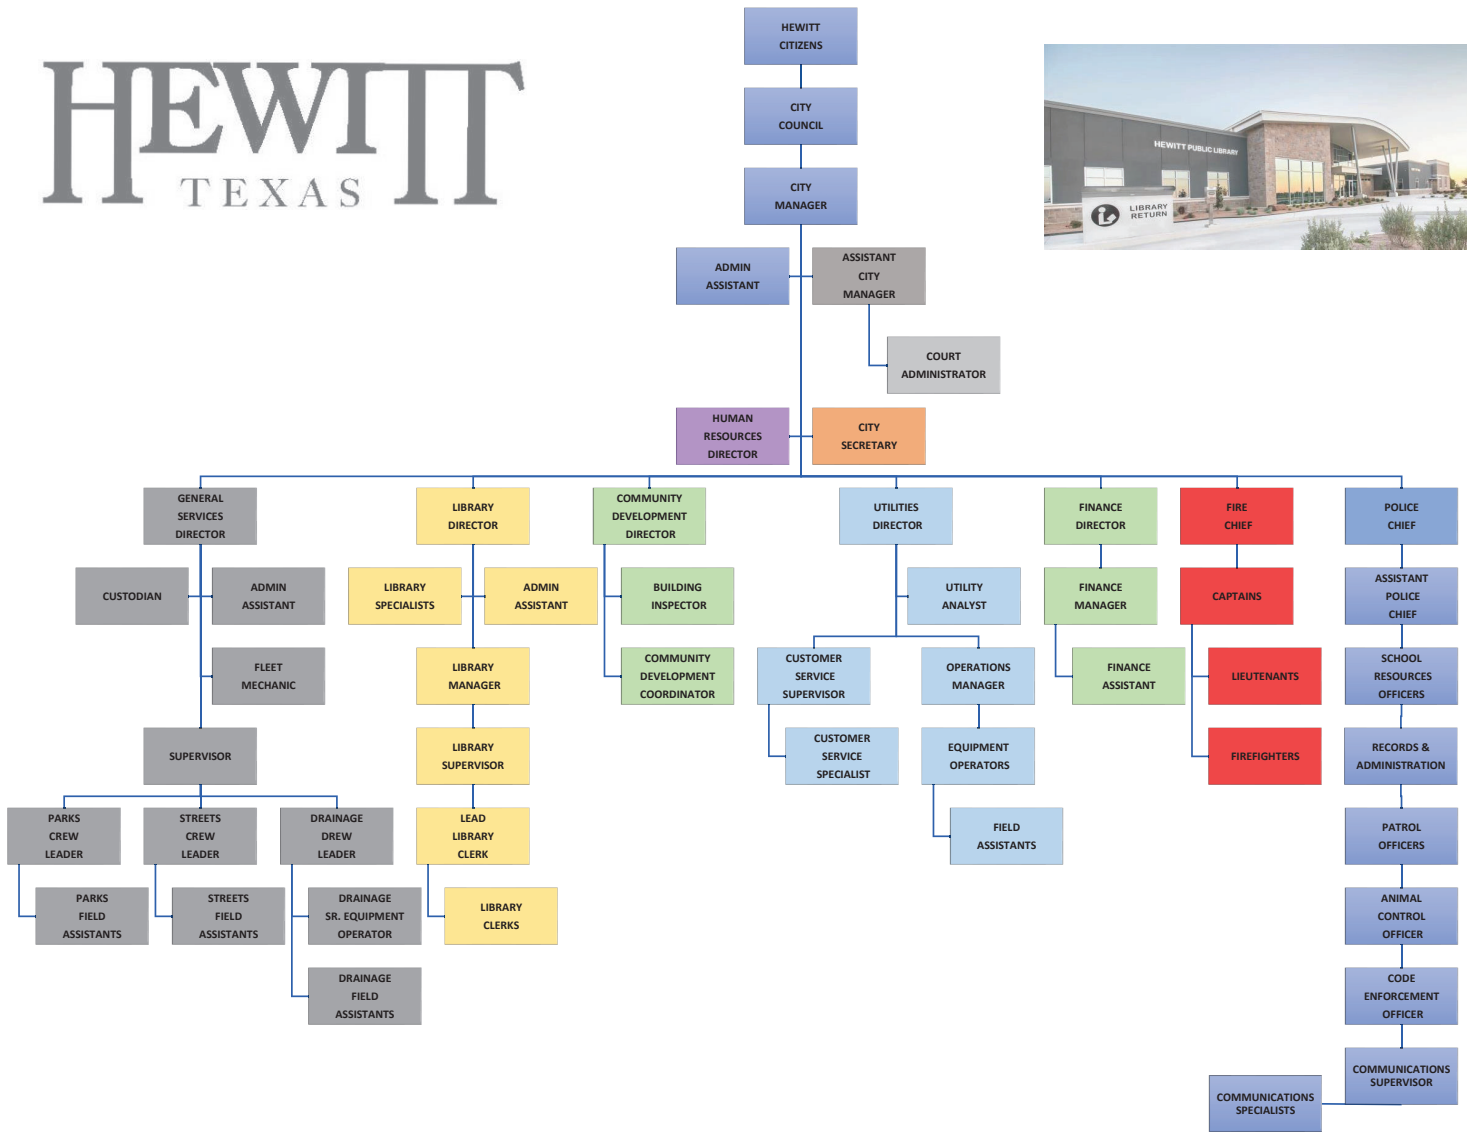 HEWITT
TEXAS
HEWITT
CITIZENS
CITY
COUNCIL
CITY
MANAGER
HEWITT PUBLIC LIBRARY
LIBRARY
RETURN
ADMIN
ASSISTANT
ASSISTANT
CITY
MANAGER
COURT
ADMINISTRATOR
HUMAN
RESOURCES
DIRECTOR
CITY
SECRETARY
GENERAL
SERVICES
DIRECTOR
LIBRARY
DIRECTOR
COMMUNITY
DEVELOPMENT
DIRECTOR
UTILITIES
DIRECTOR
FINANCE
DIRECTOR
FIRE
CHIEF
POLICE
CHIEF
CUSTODIAN
ADMIN
ASSISTANT
LIBRARY
SPECIALISTS
ADMIN
ASSISTANT
BUILDING
INSPECTOR
UTILITY
ANALYST
FINANCE
MANAGER
CAPTAINS
ASSISTANT
POLICE
CHIEF
FLEET
MECHANIC
LIBRARY
MANAGER
COMMUNITY
DEVELOPMENT
COORDINATOR
CUSTOMER
SERVICE
SUPERVISOR
OPERATIONS
MANAGER
FINANCE
ASSISTANT
LIEUTENANTS
SCHOOL
RESOURCES
OFFICERS
SUPERVISOR
LIBRARY
SUPERVISOR
CUSTOMER
SERVICE
SPECIALIST
EQUIPMENT
OPERATORS
FIREFIGHTERS
RECORDS &
ADMINISTRATION
PARKS
CREW
LEADER
STREETS
CREW
LEADER
DRAINAGE
DREW
LEADER
LEAD
LIBRARY
CLERK
FIELD
ASSISTANTS
PATROL
OFFICERS
PARKS
FIELD
ASSISTANTS
STREETS
FIELD
ASSISTANTS
DRAINAGE
SR. EQUIPMENT
OPERATOR
LIBRARY
CLERKS
ANIMAL
CONTROL
OFFICER
DRAINAGE
FIELD
ASSISTANTS
CODE
ENFORCEMENT
OFFICER
COMMUNICATIONS
SUPERVISOR
COMMUNICATIONS
SPECIALISTS